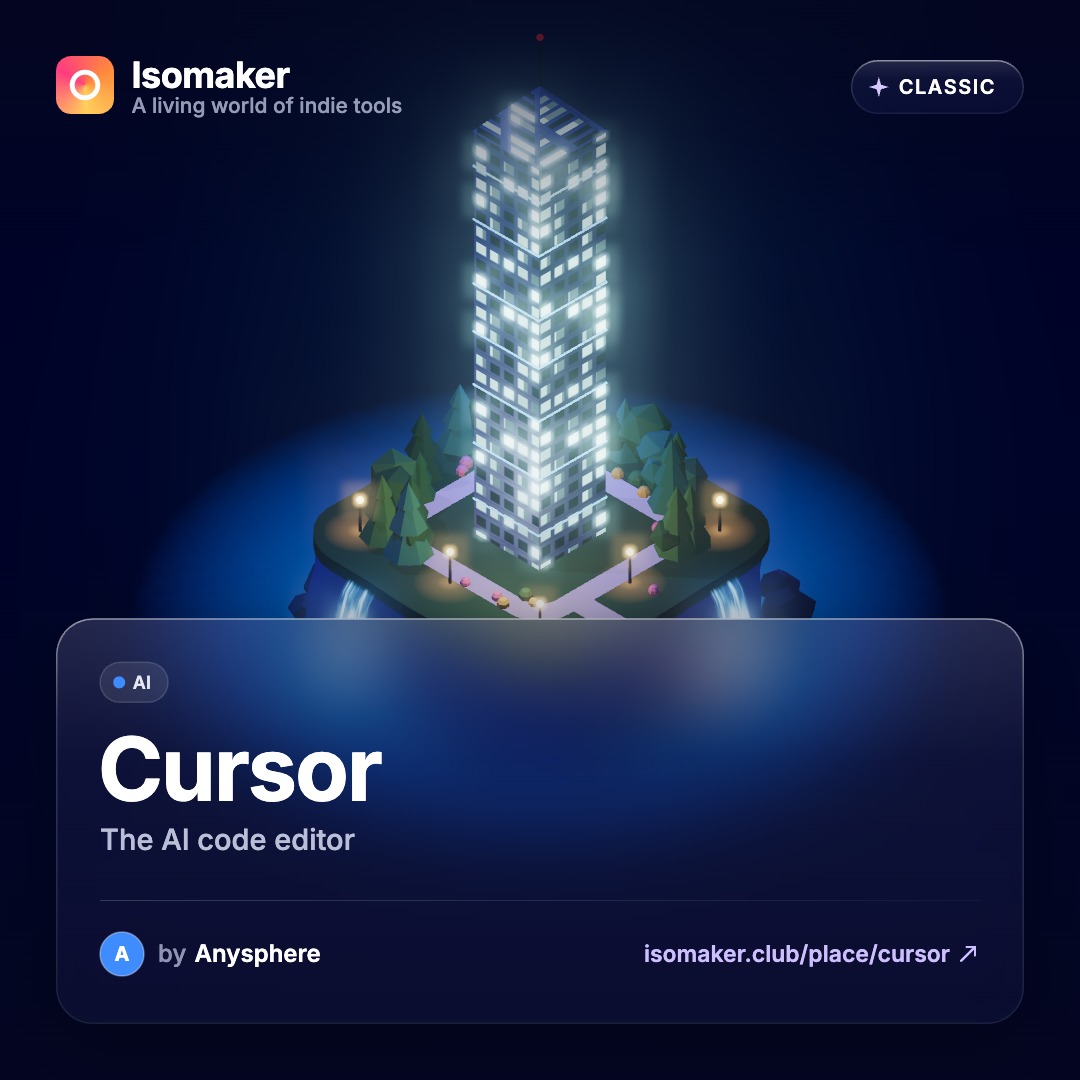 Isomaker
A living world of indie tools
CLASSIC
AI
Cursor
The AI code editor
A
by Anysphere
isomaker.club/place/cursor ↗